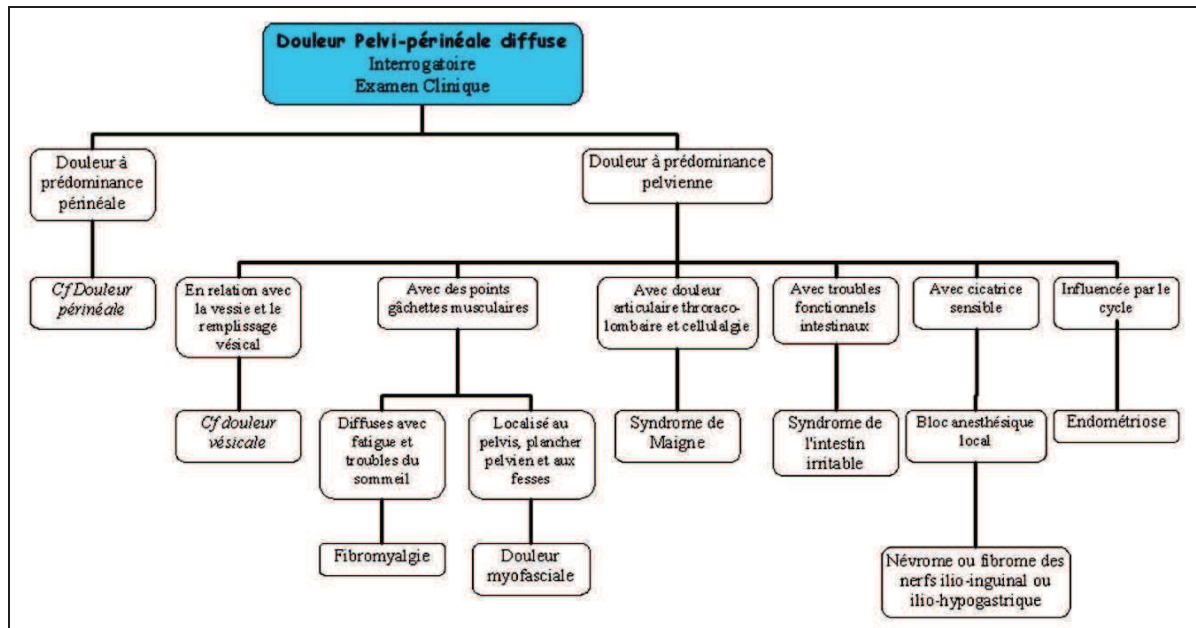 Douleur Pelvi-périnéale diffuse
Interrogatoire
Examen Clinique
Douleur à
prédominance
périnéale
Douleur à prédominance
pelvienne
Cf Douleur
périnéale
En relation avec
la vessie et le
remplissage
vésical
Avec des points
gâchettes musculaires
Avec douleur
articulaire throraco-
lombaire et cellulalgie
Avec troubles
fonctionnels
intestinaux
Avec cicatrice
sensible
Influencée par le
cycle
Cf douleur
vésicale
Diffuses avec
fatigue et
troubles du
sommeil
Localisé au
pelvis, plancher
pelvien et aux
fesses
Syndrome de
Maigne
Syndrome de
l'intestin
irritable
Bloc anesthésique
local
Endométriose
Fibromyalgie
Douleur
myofasciale
Névrome ou fibrome des
nerfs ilio-inguinal ou
ilio-hypogastrique